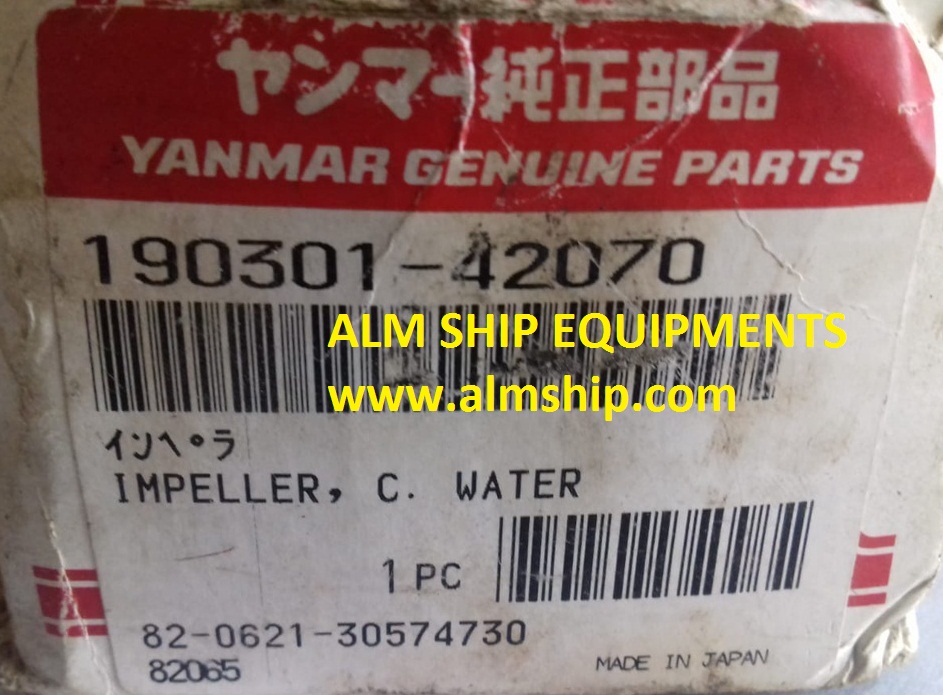 ヤンマー純正部品
YANMAR GENUINE PARTS
190301-42070
ALM SHIP EQUIPMENTS
www.almship.com
ｲﾝﾍﾟﾗ
IMPELLER, C. WATER
1 PC
82-0621-30574730
82065
MADE IN JAPAN